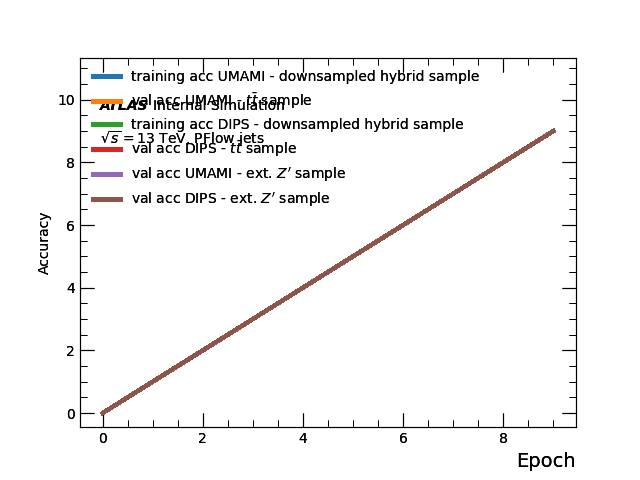 training acc UMAMI - downsampled hybrid sample
val acc UMAMI - tt̄ sample
ATLAS Internal Simulation
training acc DIPS - downsampled hybrid sample
√s = 13 TeV, PFlow jets
val acc DIPS - tt̄ sample
val acc UMAMI - ext. Z′ sample
val acc DIPS - ext. Z′ sample
Accuracy
10
8
6
4
2
0
0 2 4 6 8
Epoch